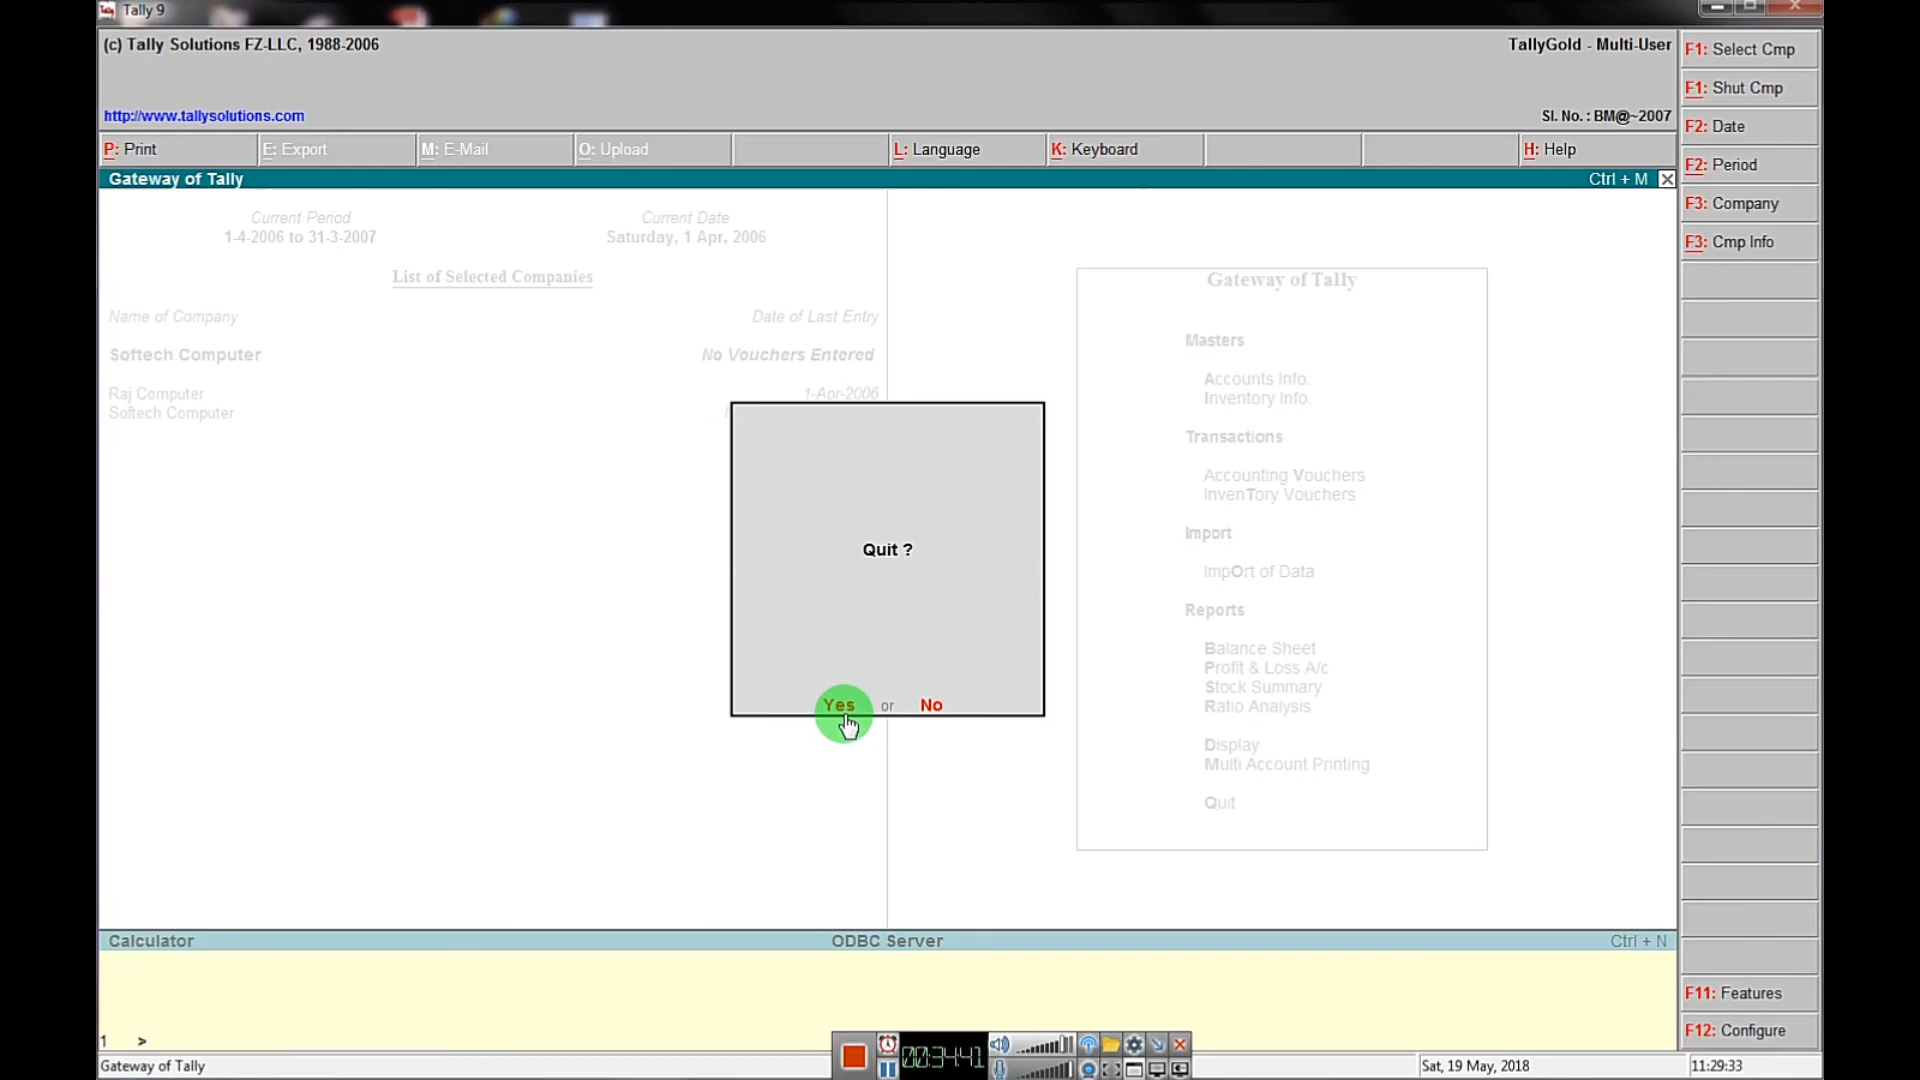 Tally 9
(c) Tally Solutions FZ-LLC, 1988-2006
TallyGold - Multi-User
http://www.tallysolutions.com
Sl. No. : BM@~2007
P: Print
E: Export
M: E-Mail
O: Upload
L: Language
K: Keyboard
H: Help
Gateway of Tally
Ctrl + M
Current Period
1-4-2006 to 31-3-2007
Current Date
Saturday, 1 Apr, 2006
List of Selected Companies
Name of Company
Date of Last Entry
Softech Computer
No Vouchers Entered
Raj Computer
1-Apr-2006
Softech Computer
Quit ?
Yes or No
Gateway of Tally
Masters
Accounts Info.
Inventory Info.
Transactions
Accounting Vouchers
InvenTory Vouchers
Import
ImpOrt of Data
Reports
Balance Sheet
Profit & Loss A/c
Stock Summary
Ratio Analysis
Display
Multi Account Printing
Quit
F1: Select Cmp
F1: Shut Cmp
F2: Date
F2: Period
F3: Company
F3: Cmp Info
F11: Features
F12: Configure
Calculator
ODBC Server
Ctrl + N
1 >
00:34:41
Gateway of Tally
Sat, 19 May, 2018
11:29:33